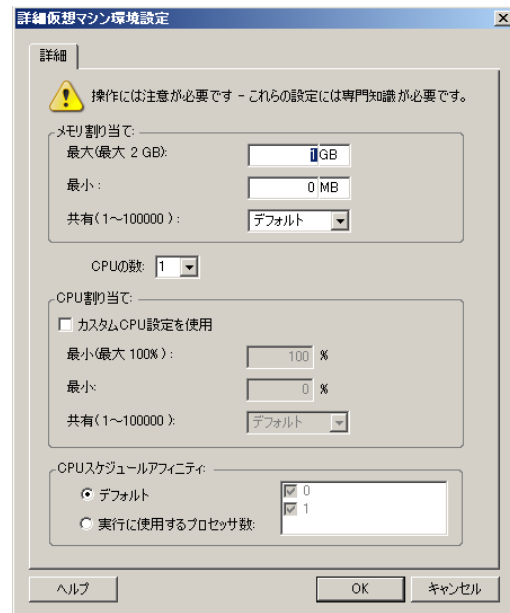 詳細仮想マシン環境設定
詳細
操作には注意が必要です - これらの設定には専門知識が必要です。
メモリ割り当て:
最大(最大 2 GB): 1 GB
最小: 0 MB
共有(1～100000): デフォルト
CPUの数: 1
CPU割り当て:
カスタムCPU設定を使用
最小(最大 100%): 100 %
最小: 0 %
共有(1～100000): デフォルト
CPUスケジュールアフィニティ:
デフォルト
0
1
実行に使用するプロセッサ数:
ヘルプ OK キャンセル